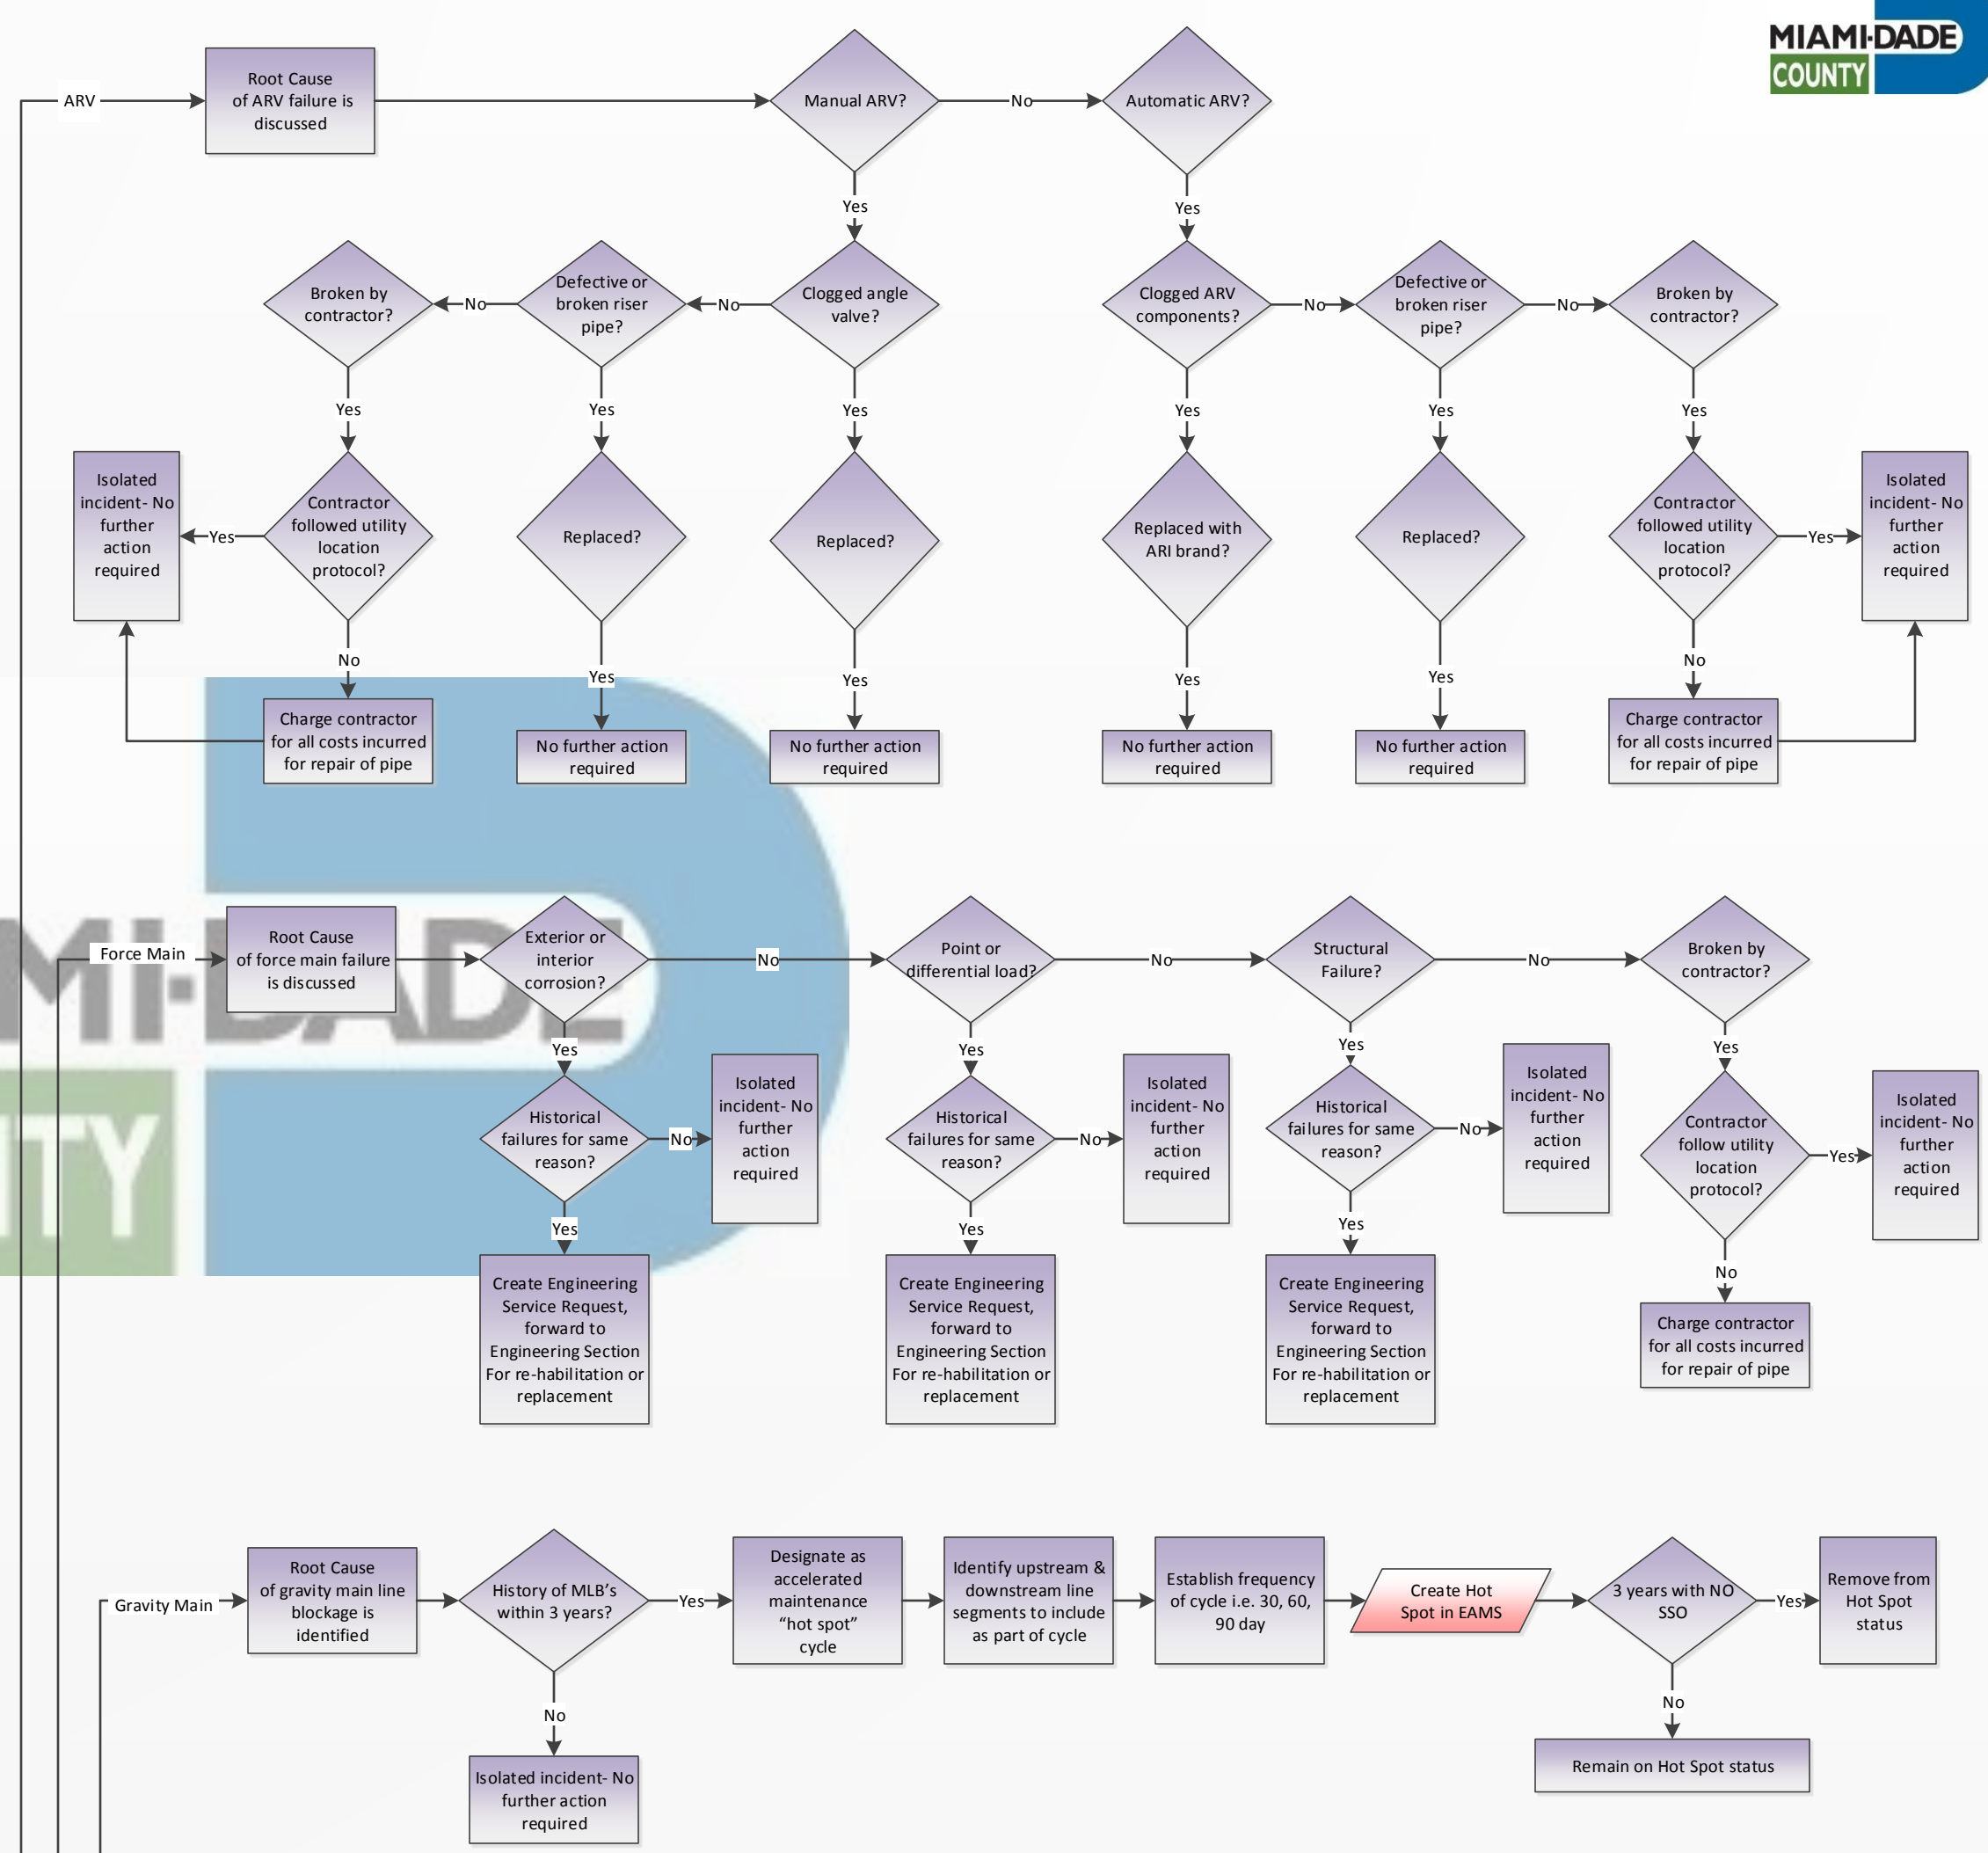 MIAMI-DADE
COUNTY
ARV
Root Cause
of ARV failure is
discussed
Manual ARV?
No
Automatic ARV?
Yes
Yes
Broken by
contractor?
No
Defective or
broken riser
pipe?
No
Clogged angle
valve?
Clogged ARV
components?
No
Defective or
broken riser
pipe?
No
Broken by
contractor?
Yes
Yes
Yes
Yes
Yes
Yes
Isolated
incident- No
further
action
required
Yes
Contractor
followed utility
location
protocol?
Replaced?
Replaced?
Replaced with
ARI brand?
Replaced?
Contractor
followed utility
location
protocol?
Yes
Isolated
incident- No
further
action
required
No
Yes
Yes
Yes
Yes
No
Charge contractor
for all costs incurred
for repair of pipe
No further action
required
No further action
required
No further action
required
No further action
required
Charge contractor
for all costs incurred
for repair of pipe
MI-DADE
TY
Force Main
Root Cause
of force main failure
is discussed
Exterior or
interior
corrosion?
No
Point or
differential load?
No
Structural
Failure?
No
Broken by
contractor?
Yes
Yes
Yes
Yes
Historical
failures for same
reason?
No
Isolated
incident- No
further
action
required
Historical
failures for same
reason?
No
Isolated
incident- No
further
action
required
Historical
failures for same
reason?
No
Isolated
incident- No
further
action
required
Contractor
follow utility
location
protocol?
Yes
Isolated
incident- No
further
action
required
Yes
Yes
Yes
No
Create Engineering
Service Request,
forward to
Engineering Section
For re-habilitation or
replacement
Create Engineering
Service Request,
forward to
Engineering Section
For re-habilitation or
replacement
Create Engineering
Service Request,
forward to
Engineering Section
For re-habilitation or
replacement
Charge contractor
for all costs incurred
for repair of pipe
Gravity Main
Root Cause
of gravity main line
blockage is
identified
History of MLB's
within 3 years?
Yes
Designate as
accelerated
maintenance
“hot spot”
cycle
Identify upstream &
downstream line
segments to include
as part of cycle
Establish frequency
of cycle i.e. 30, 60,
90 day
Create Hot
Spot in EAMS
3 years with NO
SSO
Yes
Remove from
Hot Spot
status
No
No
Isolated incident- No
further action
required
Remain on Hot Spot status